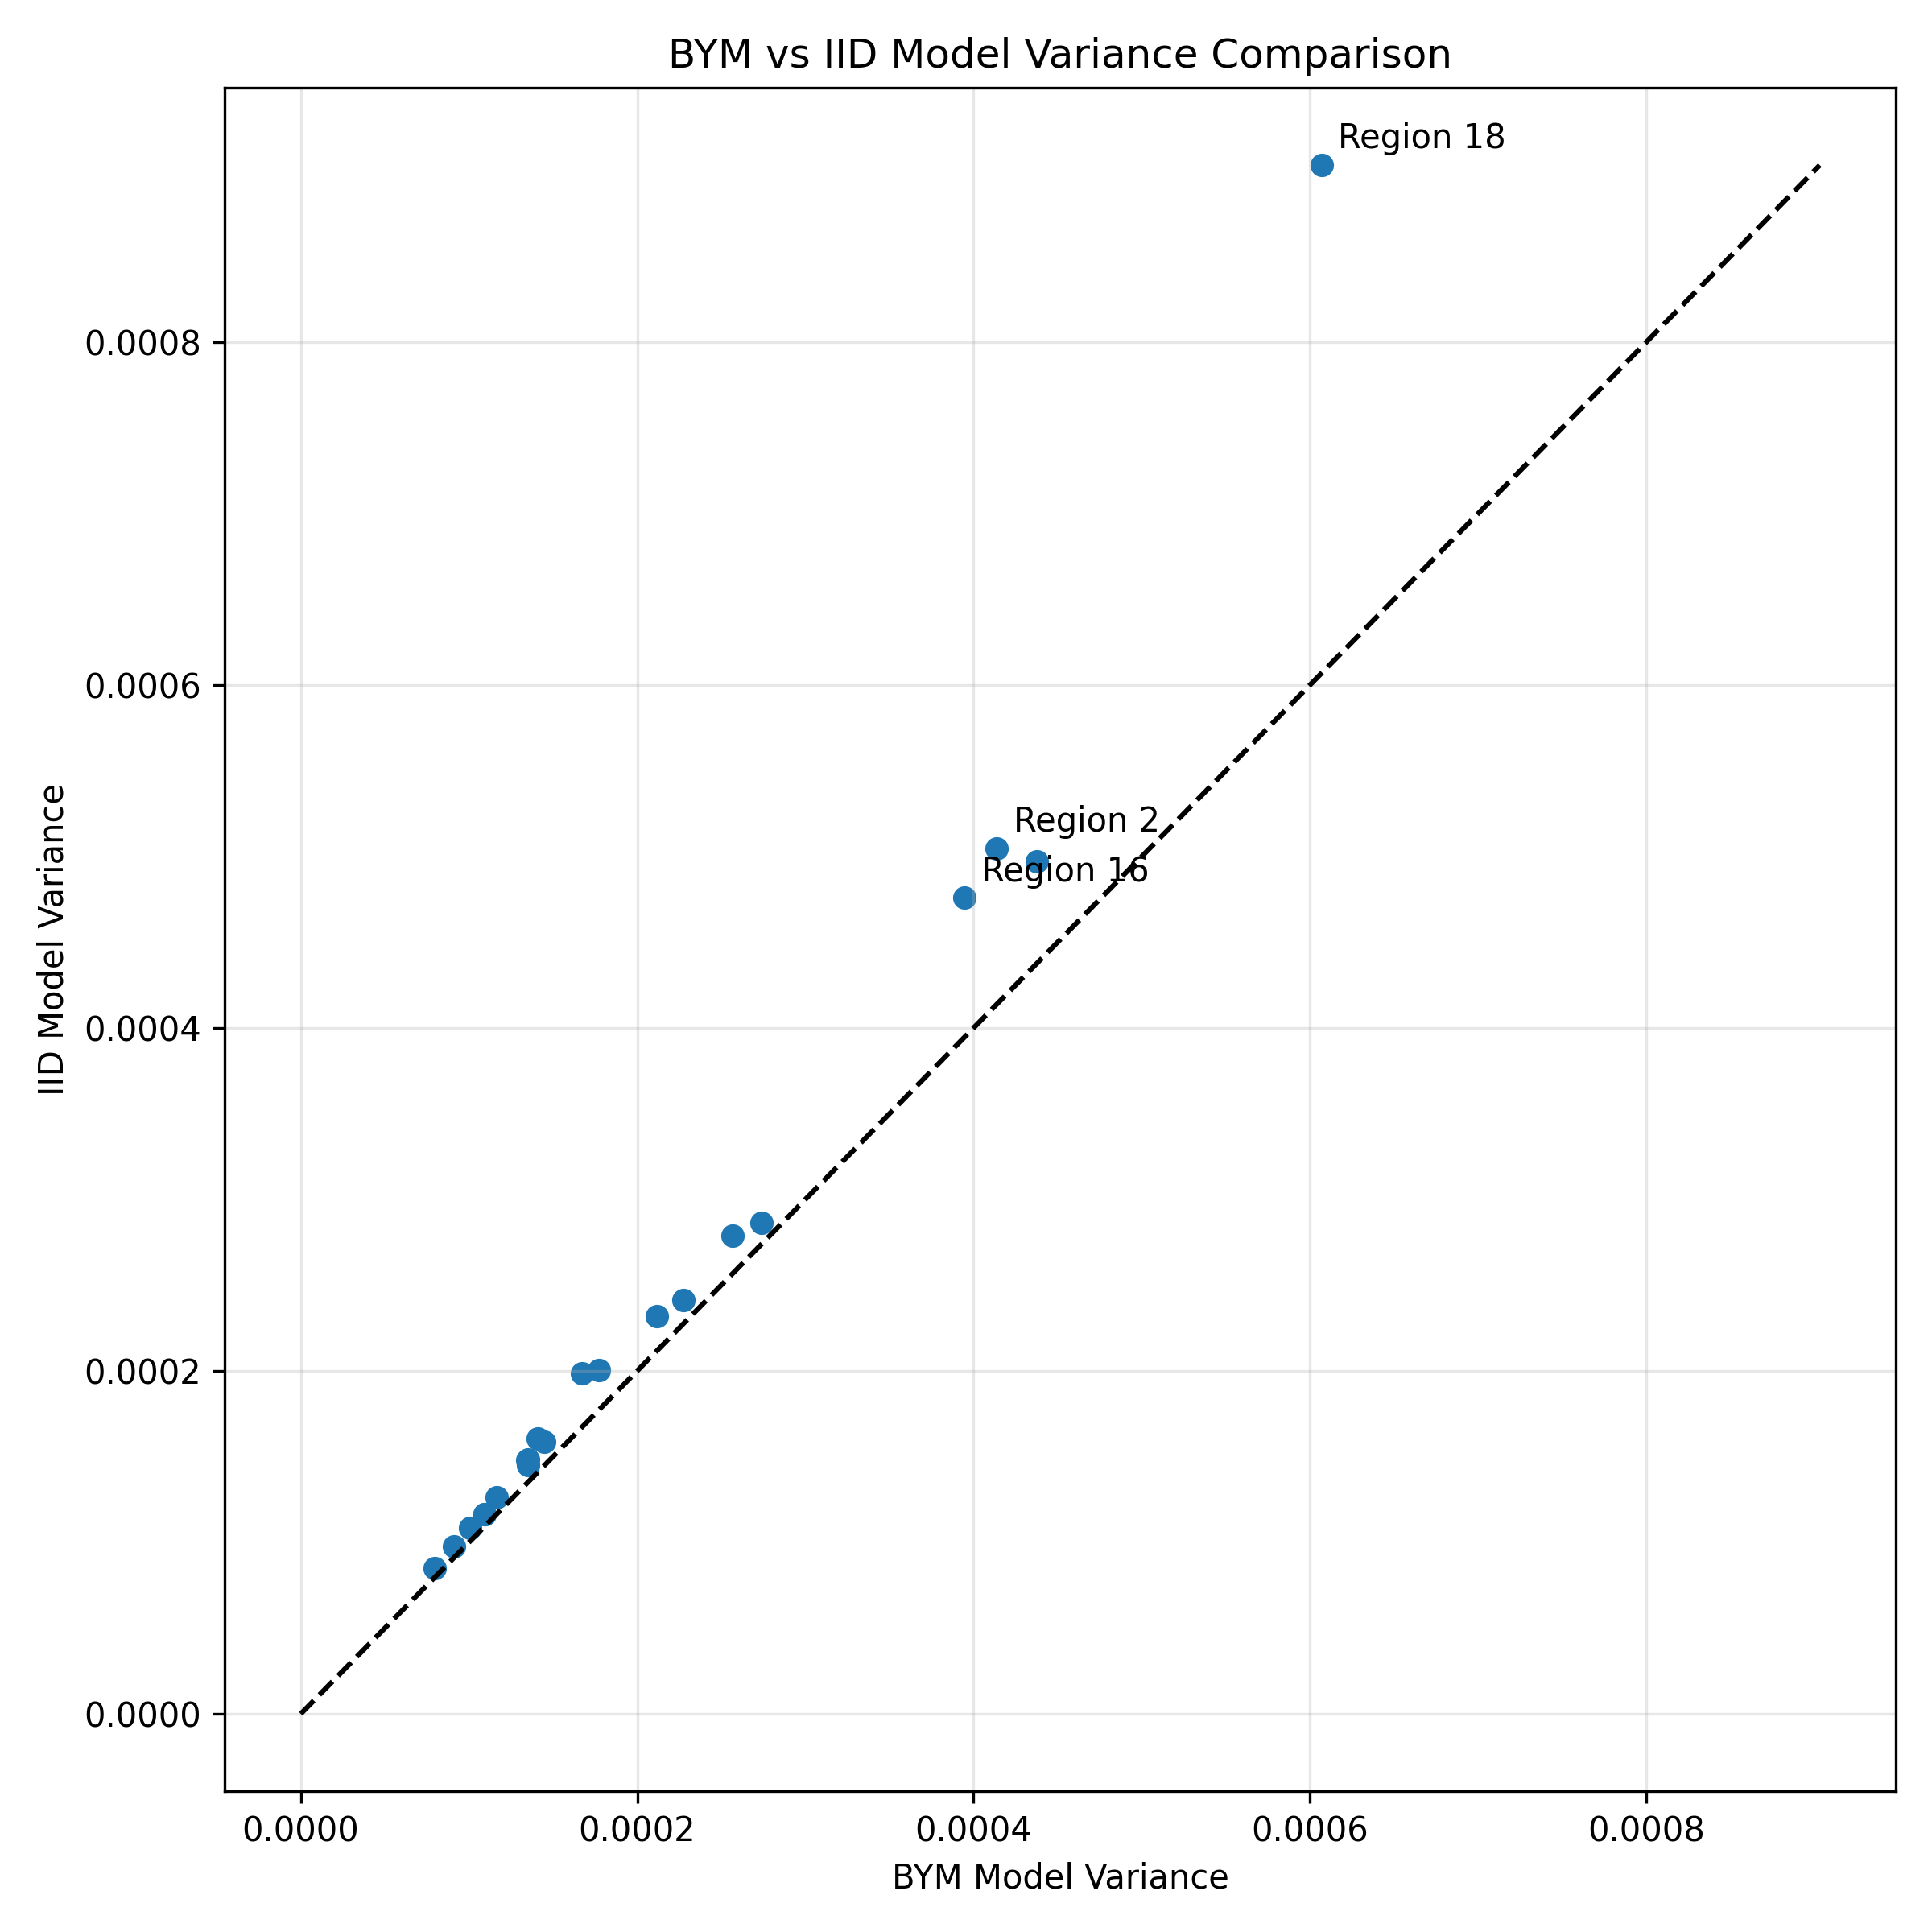 BYM vs IID Model Variance Comparison
Region 18
0.0008
0.0006
Region 2
Region 16
IID Model Variance
0.0004
0.0002
0.0000
0.0000 0.0002 0.0004 0.0006 0.0008
BYM Model Variance